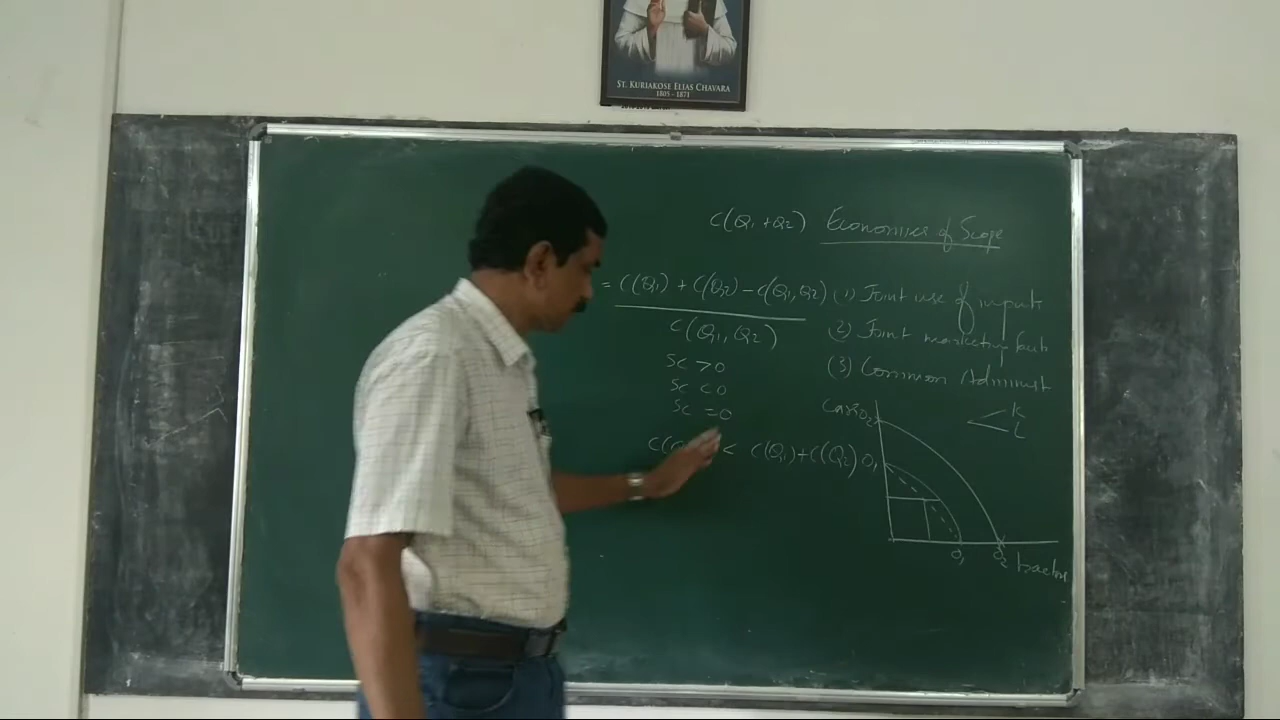 ST. KURIAKOSE ELIAS CHAVARA
1805 - 1871
C(Q1+Q2) Economies of Scope
= C(Q1) + C(Q2) - C(Q1,Q2)
C(Q1,Q2)
SC >0
SC <0
SC =0
< C(Q1)+C(Q2)
(1) Joint use of inputs
(2) Joint marketing
(3) Common Administ
Cars
O2
K
L
O1
O1
O2
tractor